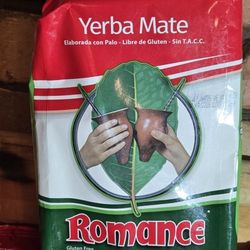 Yerba Mate
Elaborada con Palo - Libre de Gluten - Sin T.A.C.C.
Romance
Gluten Free